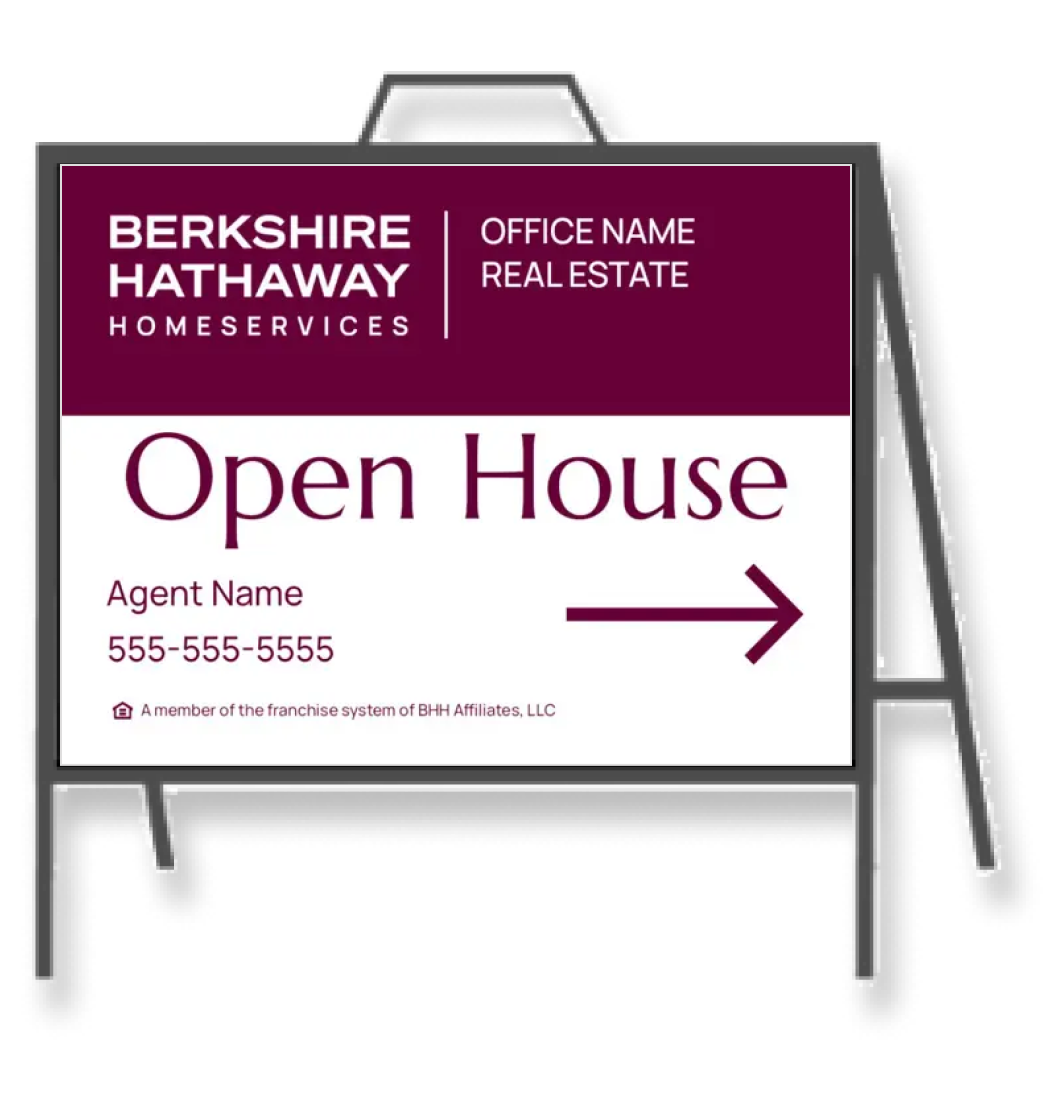 BERKSHIRE
HATHAWAY
HOMESERVICES
OFFICE NAME
REAL ESTATE
Open House
Agent Name
555-555-5555
A member of the franchise system of BHH Affiliates, LLC